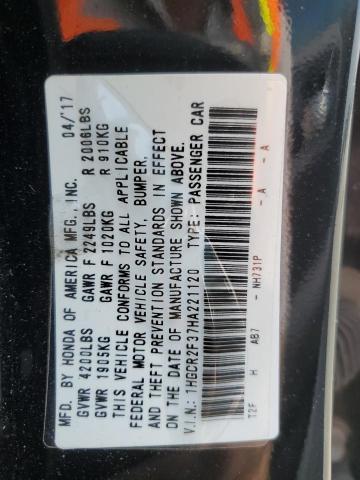 MFD. BY HONDA OF AMERICA MFG., INC. 04/'17
GVWR 4200LBS GAWR F 2249LBS R 2006LBS
GVWR 1905KG GAWR F 1020KG R 910KG
THIS VEHICLE CONFORMS TO ALL APPLICABLE
FEDERAL MOTOR VEHICLE SAFETY, BUMPER,
AND THEFT PREVENTION STANDARDS IN EFFECT
ON THE DATE OF MANUFACTURE SHOWN ABOVE.
V.I.N.: 1HGCR2F37HA221120 TYPE: PASSENGER CAR
T2F H AB7 - NH731P - A - A